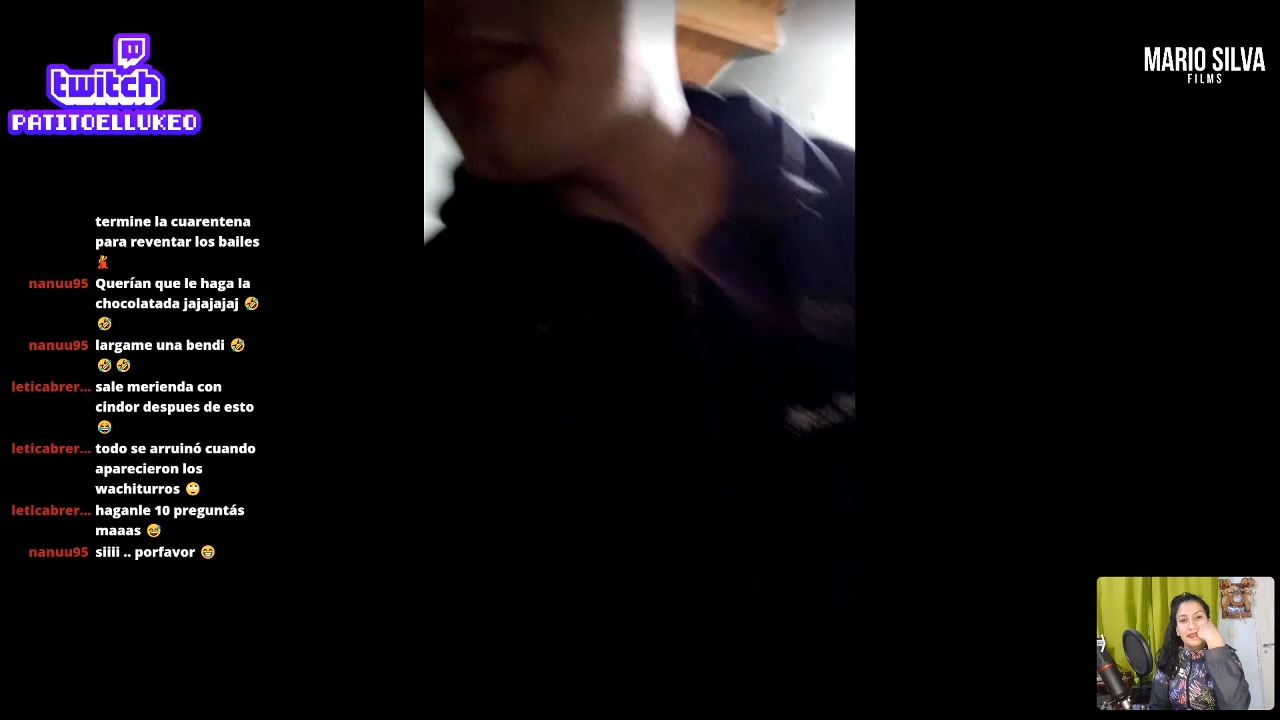 twitch
PATITOELLUKEO
MARIO SILVA
FILMS
termine la cuarentena
para reventar los bailes
💃
nanuu95 Querían que le haga la
chocolatada jajajajaj 🤣
🤣
nanuu95 largame una bendi 🤣
🤣🤣
leticabrer... sale merienda con
cindor despues de esto
😂
leticabrer... todo se arruinó cuando
aparecieron los
wachiturros 🙄
leticabrer... haganle 10 preguntás
maaas 😅
nanuu95 siiii .. porfavor 😁